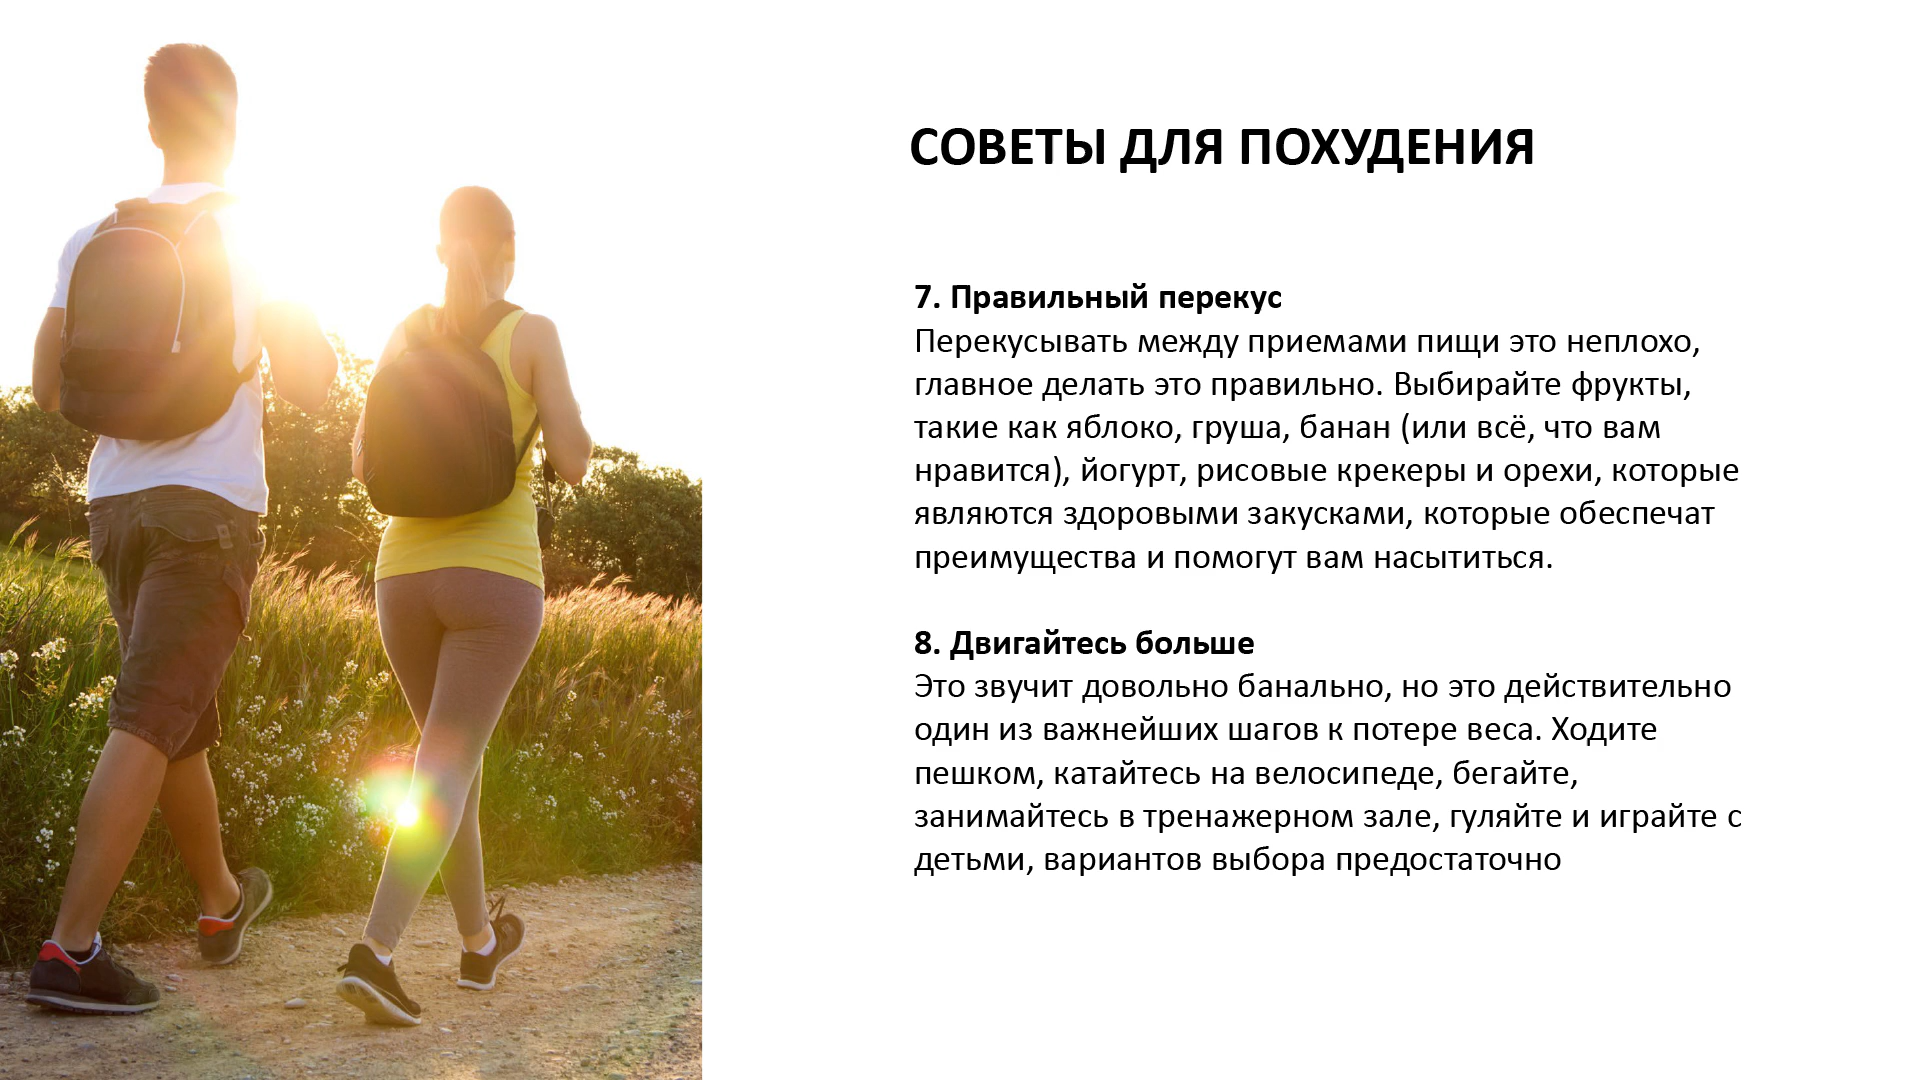 СОВЕТЫ ДЛЯ ПОХУДЕНИЯ
7. Правильный перекус
Перекусывать между приемами пищи это неплохо,
главное делать это правильно. Выбирайте фрукты,
такие как яблоко, груша, банан (или всё, что вам
нравится), йогурт, рисовые крекеры и орехи, которые
являются здоровыми закусками, которые обеспечат
преимущества и помогут вам насытиться.
8. Двигайтесь больше
Это звучит довольно банально, но это действительно
один из важнейших шагов к потере веса. Ходите
пешком, катайтесь на велосипеде, бегайте,
занимайтесь в тренажерном зале, гуляйте и играйте с
детьми, вариантов выбора предостаточно